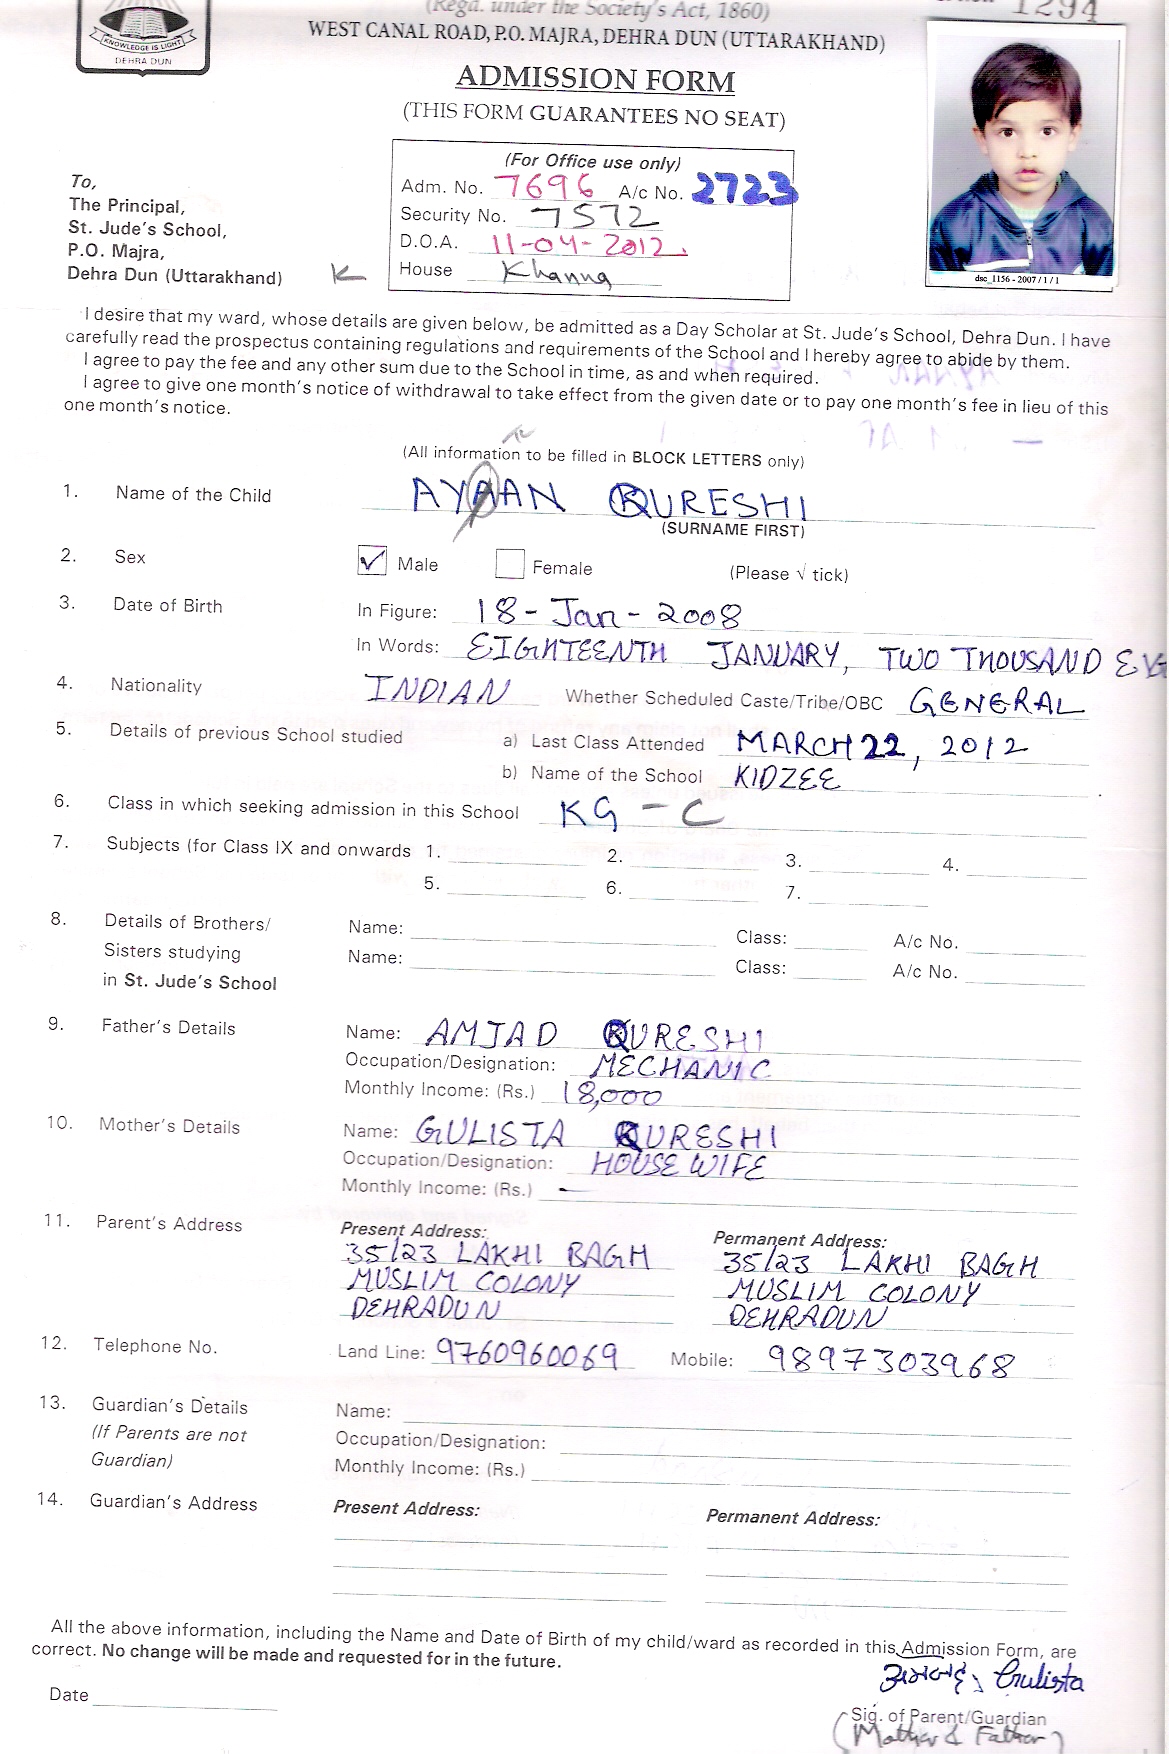 (Regd. under the Society's Act, 1860)
1294
WEST CANAL ROAD, P.O. MAJRA, DEHRA DUN (UTTARAKHAND)
KNOWLEDGE IS LIGHT
DEHRA DUN
ADMISSION FORM
(THIS FORM GUARANTEES NO SEAT)
(For Office use only)
Adm. No. 7696 A/c No. 2723
Security No. 7572
D.O.A. 11-04-2012.
House Khanna
To,
The Principal,
St. Jude's School,
P.O. Majra,
Dehra Dun (Uttarakhand)
K
dsc_1156 - 2007 / 1 / 1
I desire that my ward, whose details are given below, be admitted as a Day Scholar at St. Jude's School, Dehra Dun. I have
carefully read the prospectus containing regulations and requirements of the School and I hereby agree to abide by them.
I agree to pay the fee and any other sum due to the School in time, as and when required.
I agree to give one month's notice of withdrawal to take effect from the given date or to pay one month's fee in lieu of this
one month's notice.
(All information to be filled in BLOCK LETTERS only)
1. Name of the Child AYAAN QURESHI
(SURNAME FIRST)
2. Sex Male Female (Please √ tick)
3. Date of Birth In Figure: 18-Jan-2008
In Words: EIGHTEENTH JANUARY, TWO THOUSAND EIG
4. Nationality INDIAN Whether Scheduled Caste/Tribe/OBC GENERAL
5. Details of previous School studied a) Last Class Attended MARCH 22, 2012
b) Name of the School KIDZEE
6. Class in which seeking admission in this School KG - C
7. Subjects (for Class IX and onwards 1. 2. 3. 4.
5. 6. 7.
8. Details of Brothers/ Name: Class: A/c No.
Sisters studying Name: Class: A/c No.
in St. Jude's School
9. Father's Details Name: AMJAD QURESHI
Occupation/Designation: MECHANIC
Monthly Income: (Rs.) 18,000
10. Mother's Details Name: GULISTA QURESHI
Occupation/Designation: HOUSE WIFE
Monthly Income: (Rs.) —
11. Parent's Address Present Address: Permanent Address:
35/23 LAKHI BAGH 35/23 LAKHI BAGH
MUSLIM COLONY MUSLIM COLONY
DEHRADUN DEHRADUN
12. Telephone No. Land Line: 9760960069 Mobile: 9897303968
13. Guardian's Details Name:
(If Parents are not Occupation/Designation:
Guardian) Monthly Income: (Rs.)
14. Guardian's Address Present Address: Permanent Address:
All the above information, including the Name and Date of Birth of my child/ward as recorded in this Admission Form, are
correct. No change will be made and requested for in the future.
Gulista
Date
Sig. of Parent/Guardian
(Mother & Father)